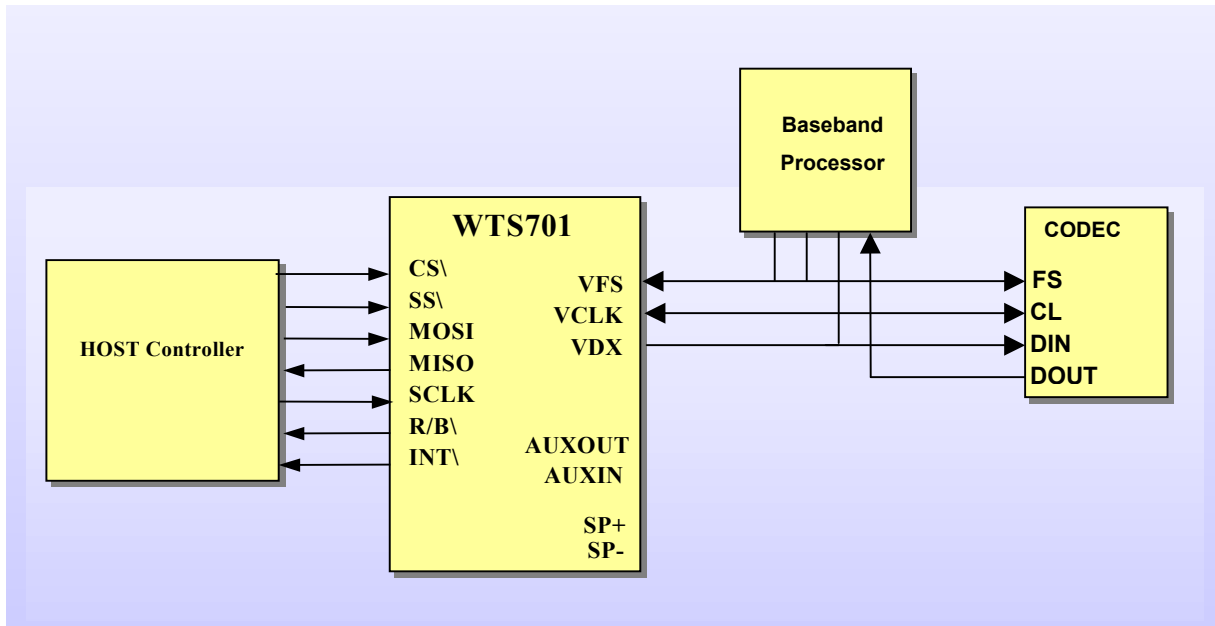 Baseband
Processor
WTS701
CODEC
HOST Controller
CS\
SS\
MOSI
MISO
SCLK
R/B\
INT\
VFS
VCLK
VDX
AUXOUT
AUXIN
SP+
SP-
FS
CL
DIN
DOUT